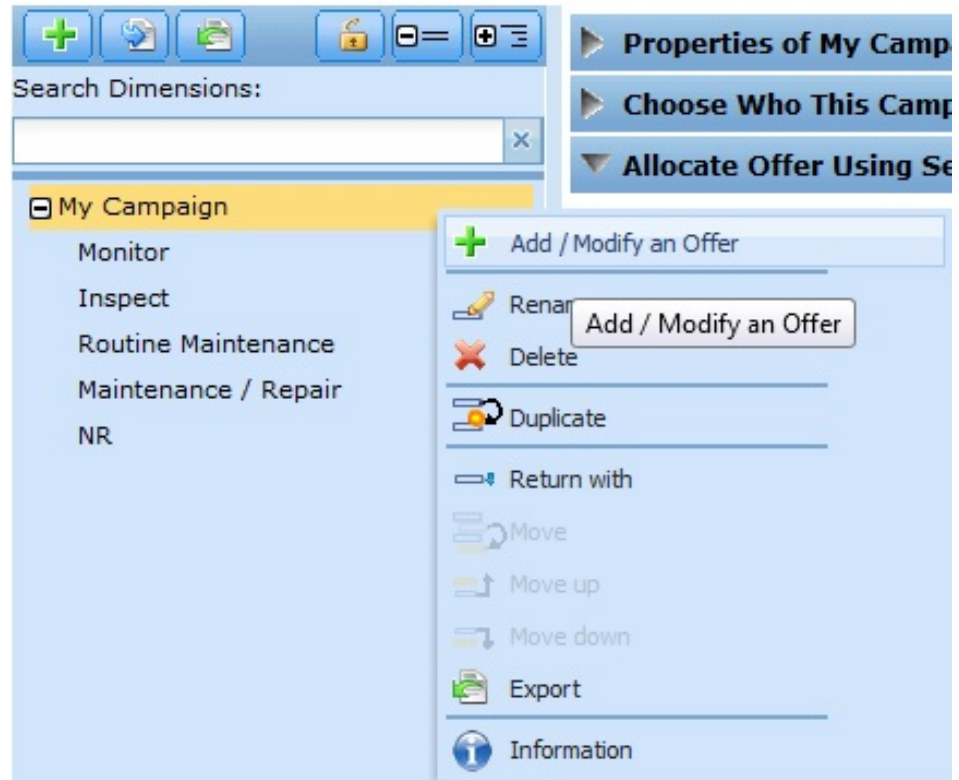 Search Dimensions:
My Campaign
Monitor
Inspect
Routine Maintenance
Maintenance / Repair
NR
Properties of My Camp
Choose Who This Camp
Allocate Offer Using Se
Add / Modify an Offer
Renam
Add / Modify an Offer
Delete
Duplicate
Return with
Move
Move up
Move down
Export
Information